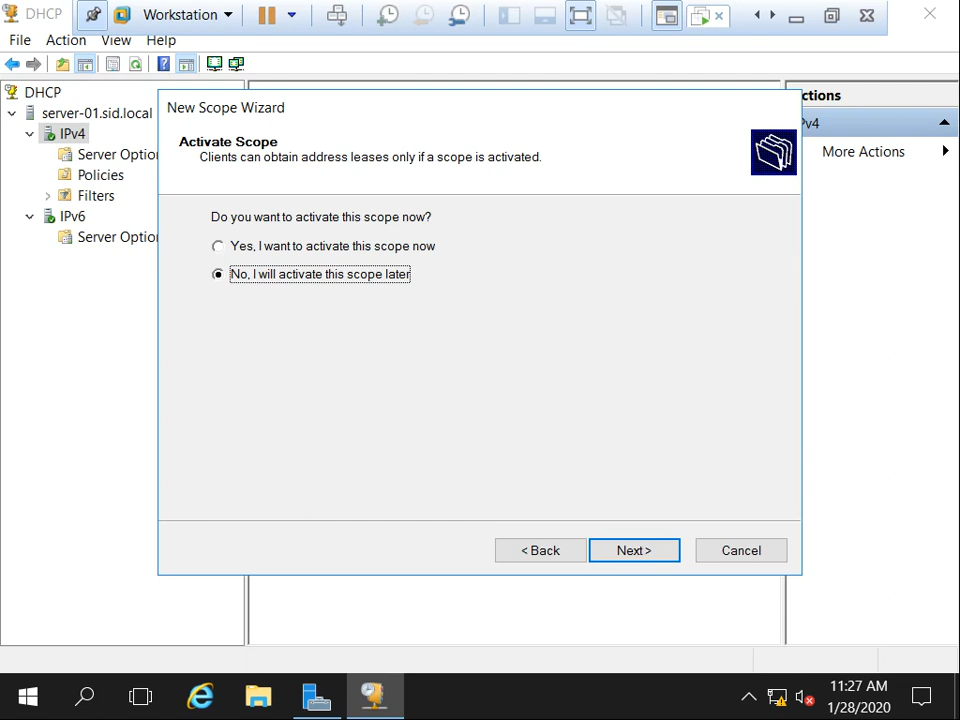 DHCP
Workstation
File Action View Help
DHCP
server-01.sid.local
IPv4
Server Optio
Policies
Filters
IPv6
Server Optio
New Scope Wizard
Activate Scope
Clients can obtain address leases only if a scope is activated.
Do you want to activate this scope now?
Yes, I want to activate this scope now
No, I will activate this scope later
< Back
Next >
Cancel
ctions
Pv4
More Actions
11:27 AM
1/28/2020